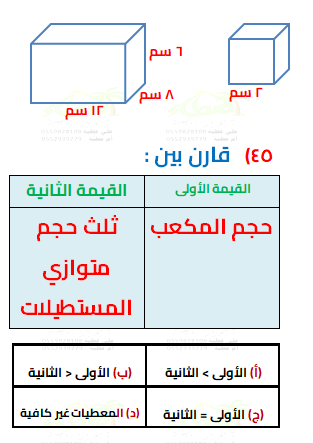 ٦ سم
٨ سم
١٢ سم
٢ سم
٤٥) قارن بين :
القيمة الأولى
القيمة الثانية
حجم المكعب
ثلث حجم
متوازي
المستطيلات
(أ) الأولى > الثانية
(ب) الأولى < الثانية
(ج) الأولى = الثانية
(د) المعطيات غير كافية